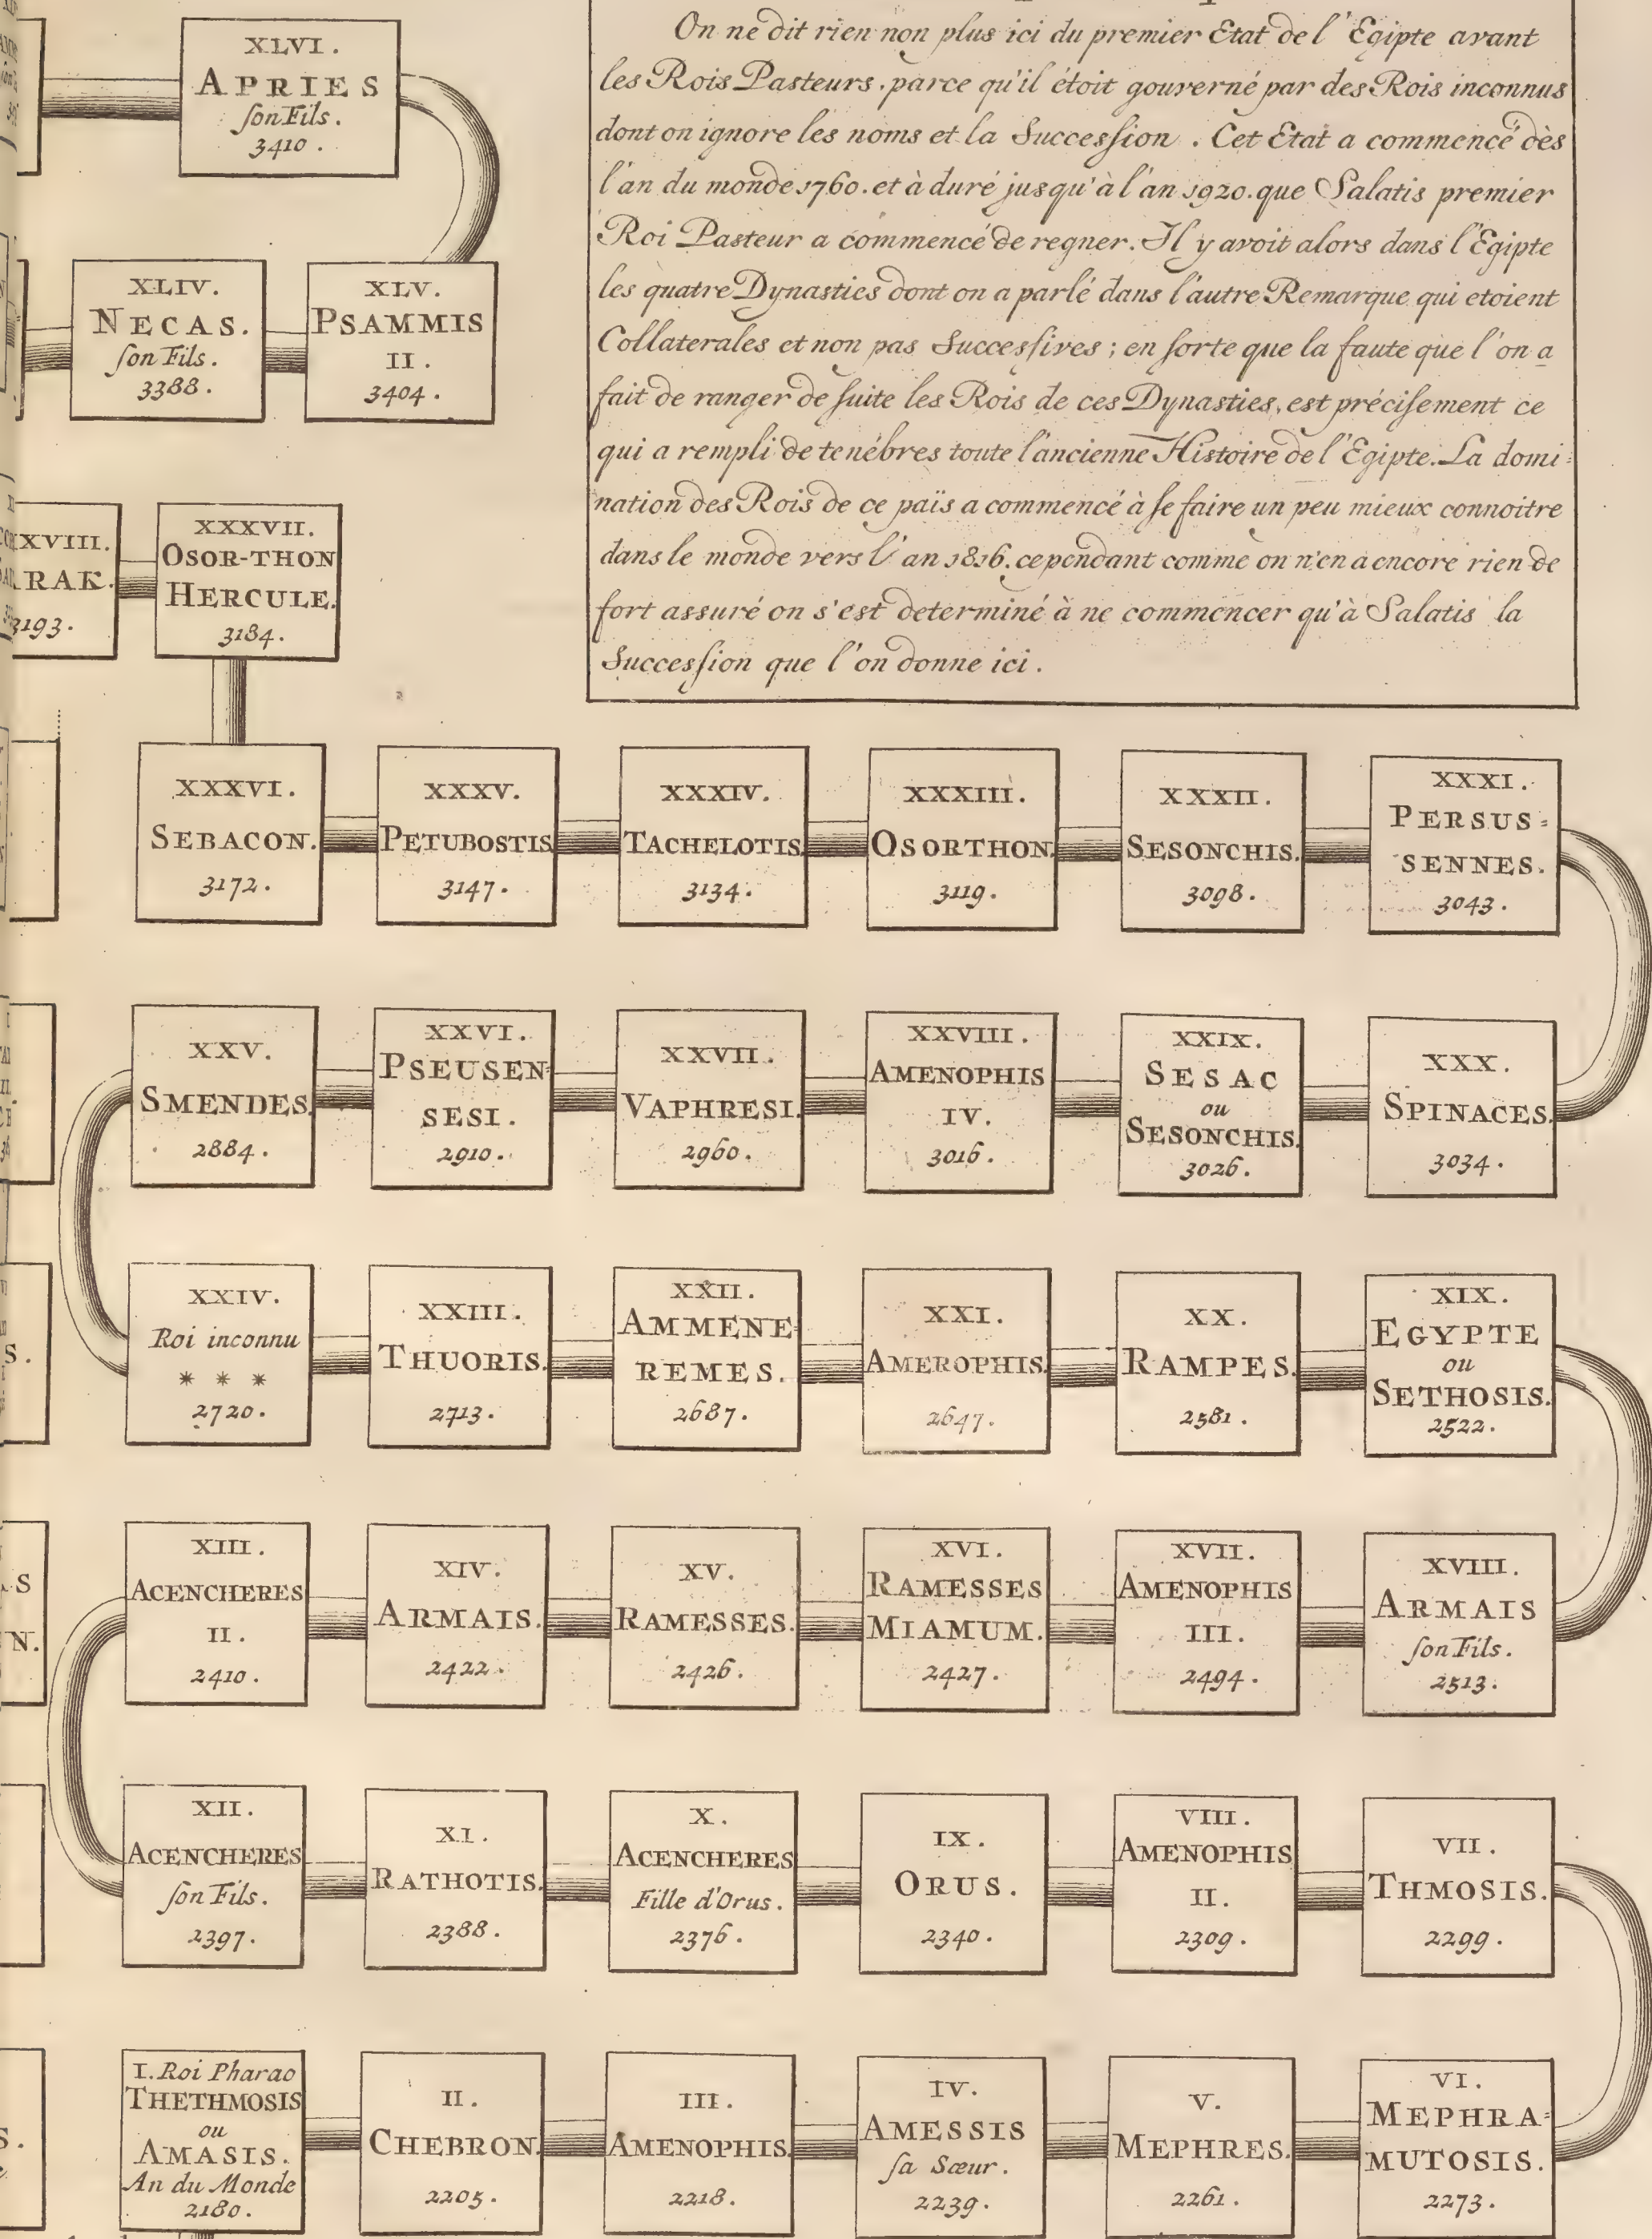 XLVI.
APRIES
son Fils.
3410.
On ne dit rien non plus ici du premier Etat de l'Egipte avant
les Rois Pasteurs, parce qu'il étoit gouverné par des Rois inconnus
dont on ignore les noms et la Succession. Cet Etat a commencé dès
l'an du monde 1760. et à duré jusqu'à l'an 1920. que Salatis premier
Roi Pasteur a commencé de regner. Il y avoit alors dans l'Egipte
les quatre Dynasties dont on a parlé dans l'autre Remarque qui etoient
Collaterales et non pas Successives; en sorte que la faute que l'on a
fait de ranger de suite les Rois de ces Dynasties, est précisement ce
qui a rempli de tenébres toute l'ancienne Histoire de l'Egipte. La domi=
nation des Rois de ce païs a commencé à se faire un peu mieux connoitre
dans le monde vers l'an 1816. cependant comme on n'en a encore rien de
fort assuré on s'est determiné à ne commencer qu'à Salatis la
Succession que l'on donne ici.
XLIV.
NECAS.
son Fils.
3388.
XLV.
PSAMMIS
II.
3404.
XVIII.
RAK.
3193.
XXXVII.
OSOR-THON
HERCULE.
3184.
XXXVI.
SEBACON.
3172.
XXXV.
PETUBOSTIS
3147.
XXXIV.
TACHELOTIS.
3134.
XXXIII.
OSORTHON.
3119.
XXXII.
SESONCHIS.
3098.
XXXI.
PERSUS=
SENNES.
3043.
XXV.
SMENDES.
2884.
XXVI.
PSEUSEN=
SESI.
2910.
XXVII.
VAPHRESI.
2960.
XXVIII.
AMENOPHIS
IV.
3016.
XXIX.
SESAC
ou
SESONCHIS.
3026.
XXX.
SPINACES.
3034.
XXIV.
Roi inconnu
* * *
2720.
XXIII.
THUORIS.
2713.
XXII.
AMMENE=
REMES.
2687.
XXI.
AMEROPHIS.
2647.
XX.
RAMPES.
2581.
XIX.
EGYPTE
ou
SETHOSIS.
2522.
XIII.
ACENCHERES
II.
2410.
XIV.
ARMAIS.
2422.
XV.
RAMESSES.
2426.
XVI.
RAMESSES
MIAMUM.
2427.
XVII.
AMENOPHIS
III.
2494.
XVIII.
ARMAIS
son Fils.
2513.
XII.
ACENCHERES
son Fils.
2397.
XI.
RATHOTIS.
2388.
X.
ACENCHERES
Fille d'Orus.
2376.
IX.
ORUS.
2340.
VIII.
AMENOPHIS
II.
2309.
VII.
THMOSIS.
2299.
I. Roi Pharao
THETHMOSIS
ou
AMASIS.
An du Monde
2180.
II.
CHEBRON.
2205.
III.
AMENOPHIS.
2218.
IV.
AMESSIS
sa Sœur.
2239.
V.
MEPHRES.
2261.
VI.
MEPHRA=
MUTOSIS.
2273.